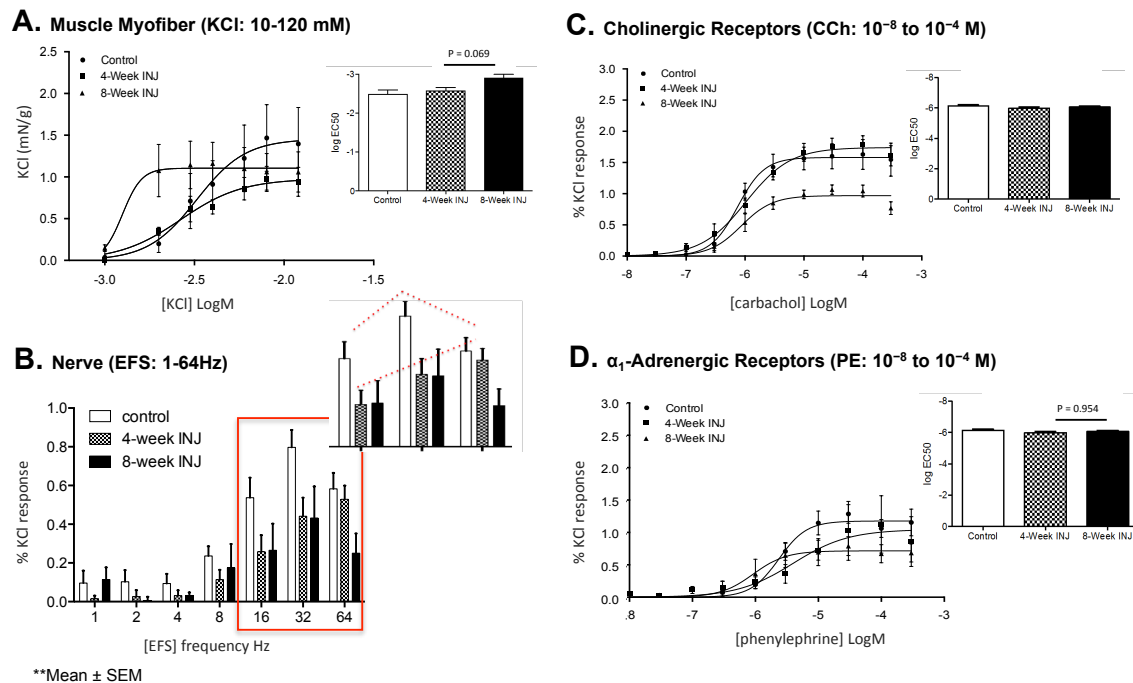 A. Muscle Myofiber (KCl: 10-120 mM)
2.5
2.0
1.5
1.0
0.5
0.0
KCl (mN/g)
Control
4-Week INJ
8-Week INJ
-3.0
-2.5
-2.0
-1.5
[KCl] LogM
P = 0.069
-3
-2
-1
0
log EC50
Control
4-Week INJ
8-Week INJ
B. Nerve (EFS: 1-64Hz)
1.0
0.8
0.6
0.4
0.2
0.0
% KCl response
control
4-week INJ
8-week INJ
1 2 4 8 16 32 64
[EFS] frequency Hz
**Mean ± SEM
C. Cholinergic Receptors (CCh: 10⁻⁸ to 10⁻⁴ M)
3.0
2.5
2.0
1.5
1.0
0.5
0.0
% KCl response
Control
4-Week INJ
8-Week INJ
-8 -7 -6 -5 -4 -3
[carbachol] LogM
-8
-6
-4
-2
0
log EC50
Control
4-Week INJ
8-Week INJ
D. α₁-Adrenergic Receptors (PE: 10⁻⁸ to 10⁻⁴ M)
3.0
2.5
2.0
1.5
1.0
0.5
0.0
% KCl response
Control
4-Week INJ
8-Week INJ
.8 -7 -6 -5 -4 -3
[phenylephrine] LogM
P = 0.954
-8
-6
-4
-2
0
log EC50
Control
4-Week INJ
8-Week INJ